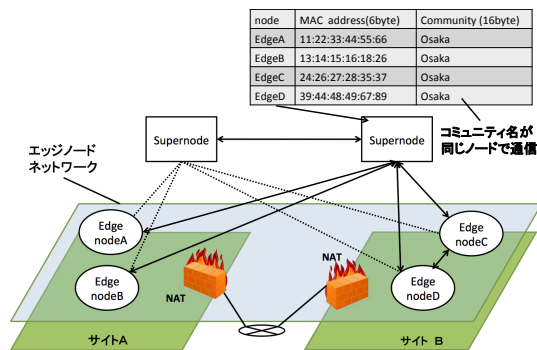 node MAC address(6byte) Community (16byte)
EdgeA 11:22:33:44:55:66 Osaka
EdgeB 13:14:15:16:18:26 Osaka
EdgeC 24:26:27:28:35:37 Osaka
EdgeD 39:44:48:49:67:89 Osaka
Supernode
Supernode
コミュニティ名が
同じノードで通信
エッジノード
ネットワーク
Edge
nodeA
Edge
nodeB
Edge
nodeC
Edge
nodeD
NAT
NAT
サイトA
サイト B